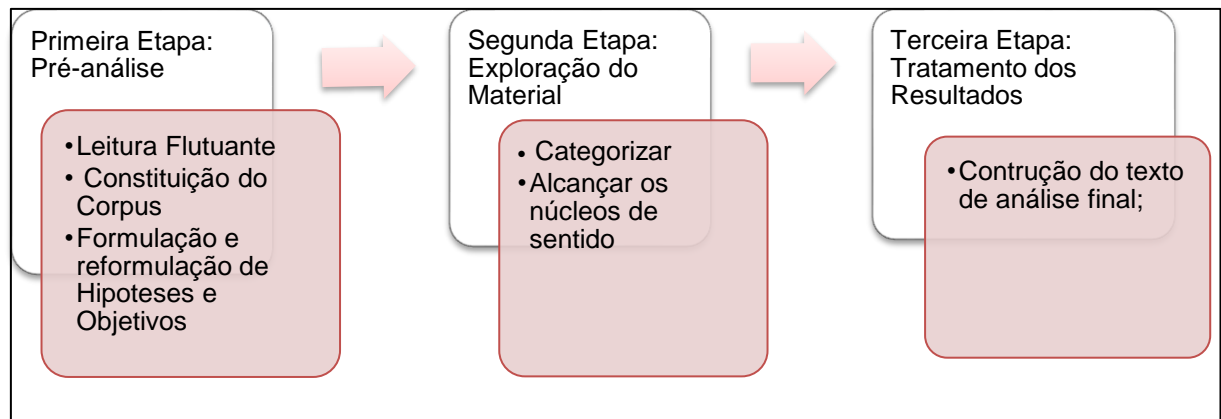 Primeira Etapa:
Pré-análise
•Leitura Flutuante
• Constituição do
Corpus
•Formulação e
reformulação de
Hipoteses e
Objetivos
Segunda Etapa:
Exploração do
Material
• Categorizar
•Alcançar os
núcleos de
sentido
Terceira Etapa:
Tratamento dos
Resultados
•Contrução do texto
de análise final;